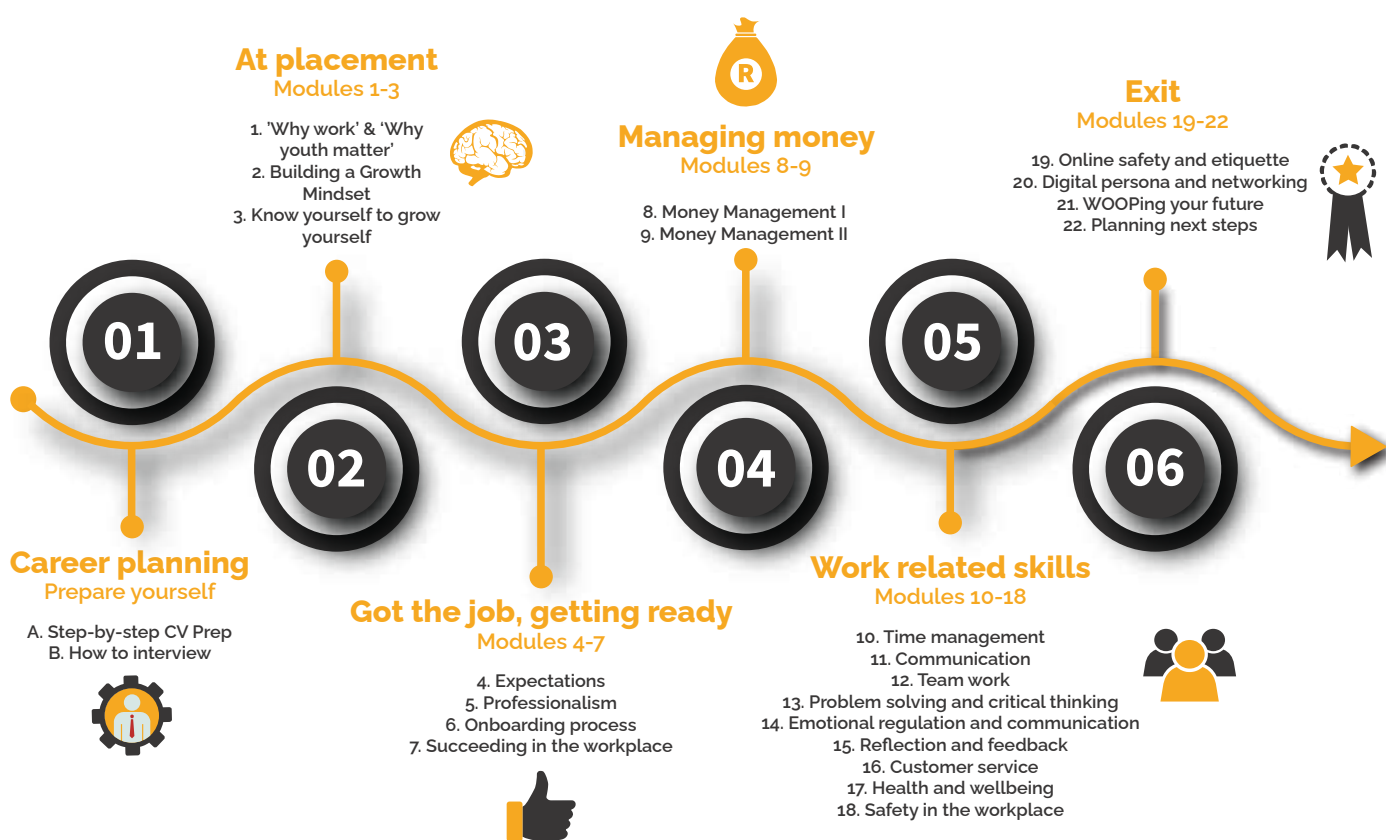 01
Career planning
Prepare yourself
A. Step-by-step CV Prep
B. How to interview
02
At placement
Modules 1-3
1. 'Why work' & ‘Why
youth matter’
2. Building a Growth
Mindset
3. Know yourself to grow
yourself
03
Got the job, getting ready
Modules 4-7
4. Expectations
5. Professionalism
6. Onboarding process
7. Succeeding in the workplace
04
R
Managing money
Modules 8-9
8. Money Management I
9. Money Management II
05
Work related skills
Modules 10-18
10. Time management
11. Communication
12. Team work
13. Problem solving and critical thinking
14. Emotional regulation and communication
15. Reflection and feedback
16. Customer service
17. Health and wellbeing
18. Safety in the workplace
06
Exit
Modules 19-22
19. Online safety and etiquette
20. Digital persona and networking
21. WOOPing your future
22. Planning next steps